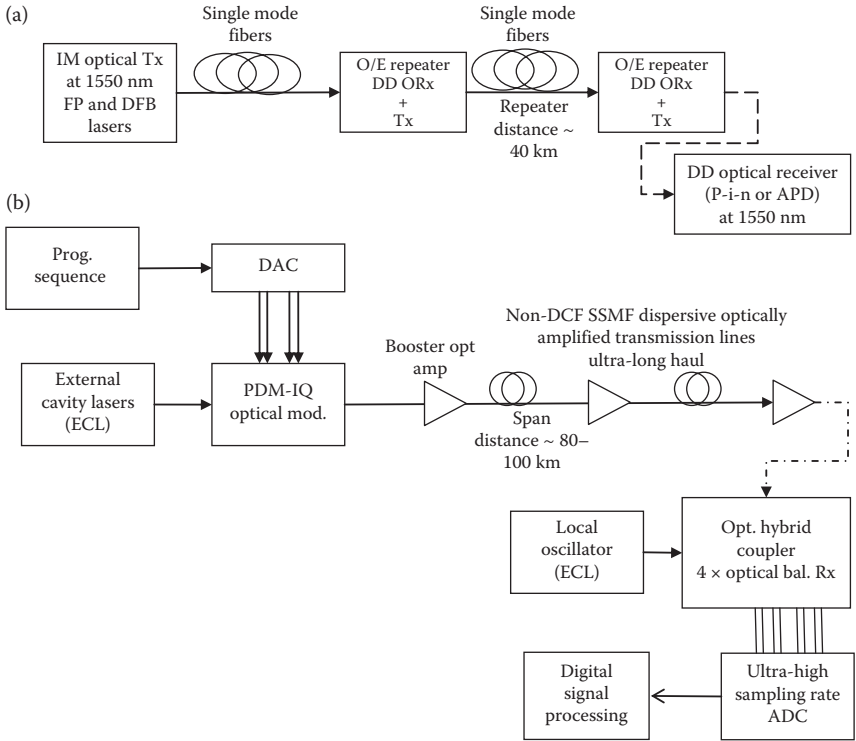 (a)
Single mode
fibers
Single mode
fibers
IM optical Tx
at 1550 nm
FP and DFB
lasers
O/E repeater
DD ORx
+
Tx
Repeater
distance ~
40 km
O/E repeater
DD ORx
+
Tx
DD optical receiver
(P-i-n or APD)
at 1550 nm
(b)
Prog.
sequence
DAC
External
cavity lasers
(ECL)
PDM-IQ
optical mod.
Booster opt
amp
Non-DCF SSMF dispersive optically
amplified transmission lines
ultra-long haul
Span
distance ~ 80–
100 km
Local
oscillator
(ECL)
Opt. hybrid
coupler
4 × optical bal. Rx
Digital
signal
processing
Ultra-high
sampling rate
ADC